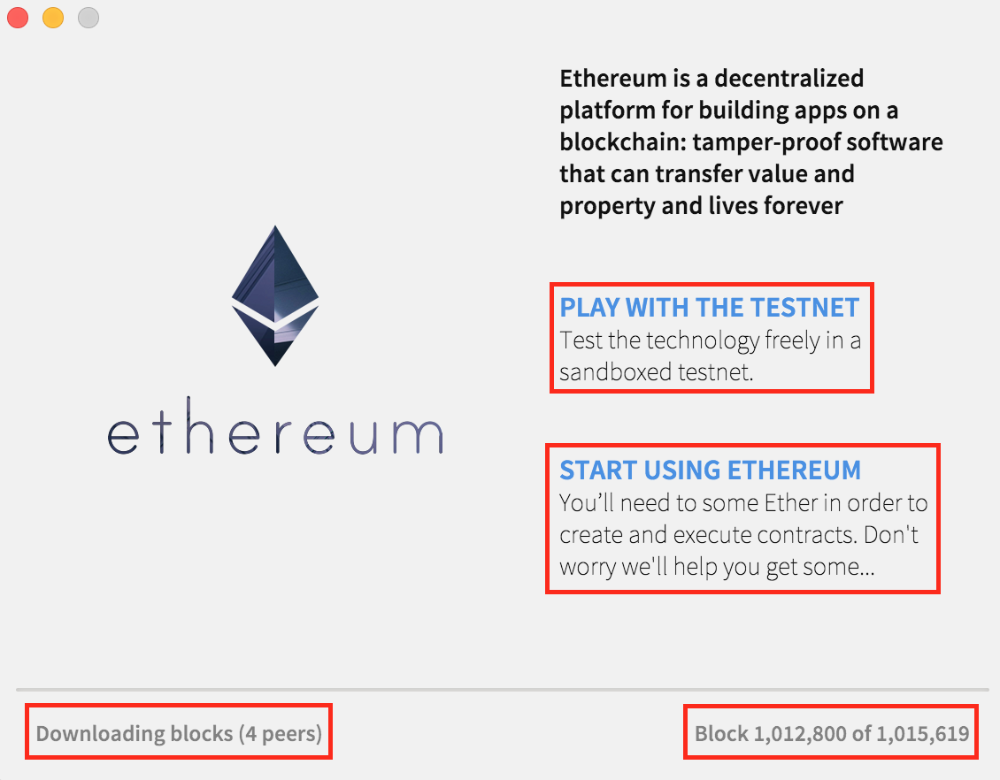 Ethereum is a decentralized
platform for building apps on a
blockchain: tamper-proof software
that can transfer value and
property and lives forever
ethereum
PLAY WITH THE TESTNET
Test the technology freely in a
sandboxed testnet.
START USING ETHEREUM
You’ll need to some Ether in order to
create and execute contracts. Don't
worry we'll help you get some...
Downloading blocks (4 peers)
Block 1,012,800 of 1,015,619